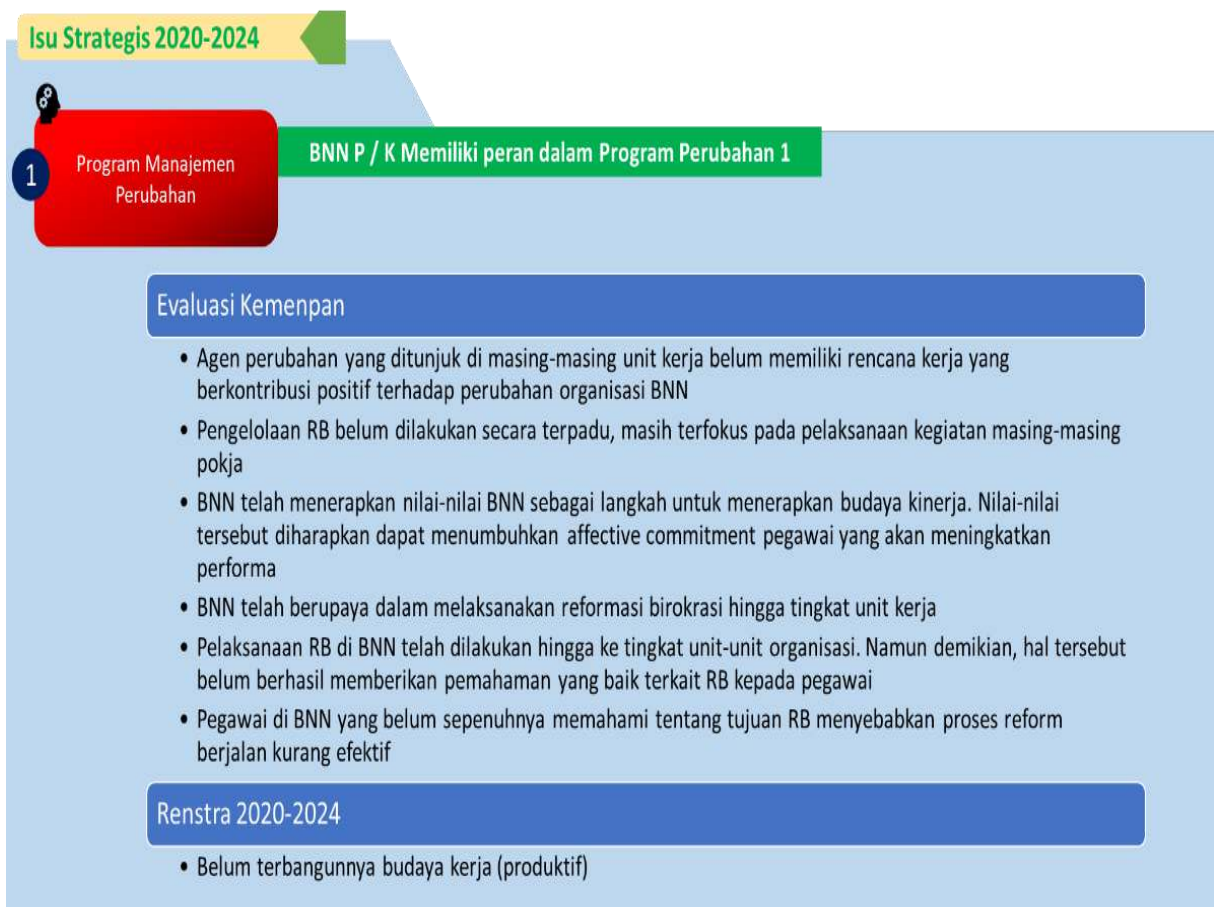 Isu Strategis 2020-2024
1
Program Manajemen
Perubahan
BNN P / K Memiliki peran dalam Program Perubahan 1
Evaluasi Kemenpan
• Agen perubahan yang ditunjuk di masing-masing unit kerja belum memiliki rencana kerja yang
berkontribusi positif terhadap perubahan organisasi BNN
• Pengelolaan RB belum dilakukan secara terpadu, masih terfokus pada pelaksanaan kegiatan masing-masing
pokja
• BNN telah menerapkan nilai-nilai BNN sebagai langkah untuk menerapkan budaya kinerja. Nilai-nilai
tersebut diharapkan dapat menumbuhkan affective commitment pegawai yang akan meningkatkan
performa
• BNN telah berupaya dalam melaksanakan reformasi birokrasi hingga tingkat unit kerja
• Pelaksanaan RB di BNN telah dilakukan hingga ke tingkat unit-unit organisasi. Namun demikian, hal tersebut
belum berhasil memberikan pemahaman yang baik terkait RB kepada pegawai
• Pegawai di BNN yang belum sepenuhnya memahami tentang tujuan RB menyebabkan proses reform
berjalan kurang efektif
Renstra 2020-2024
• Belum terbangunnya budaya kerja (produktif)